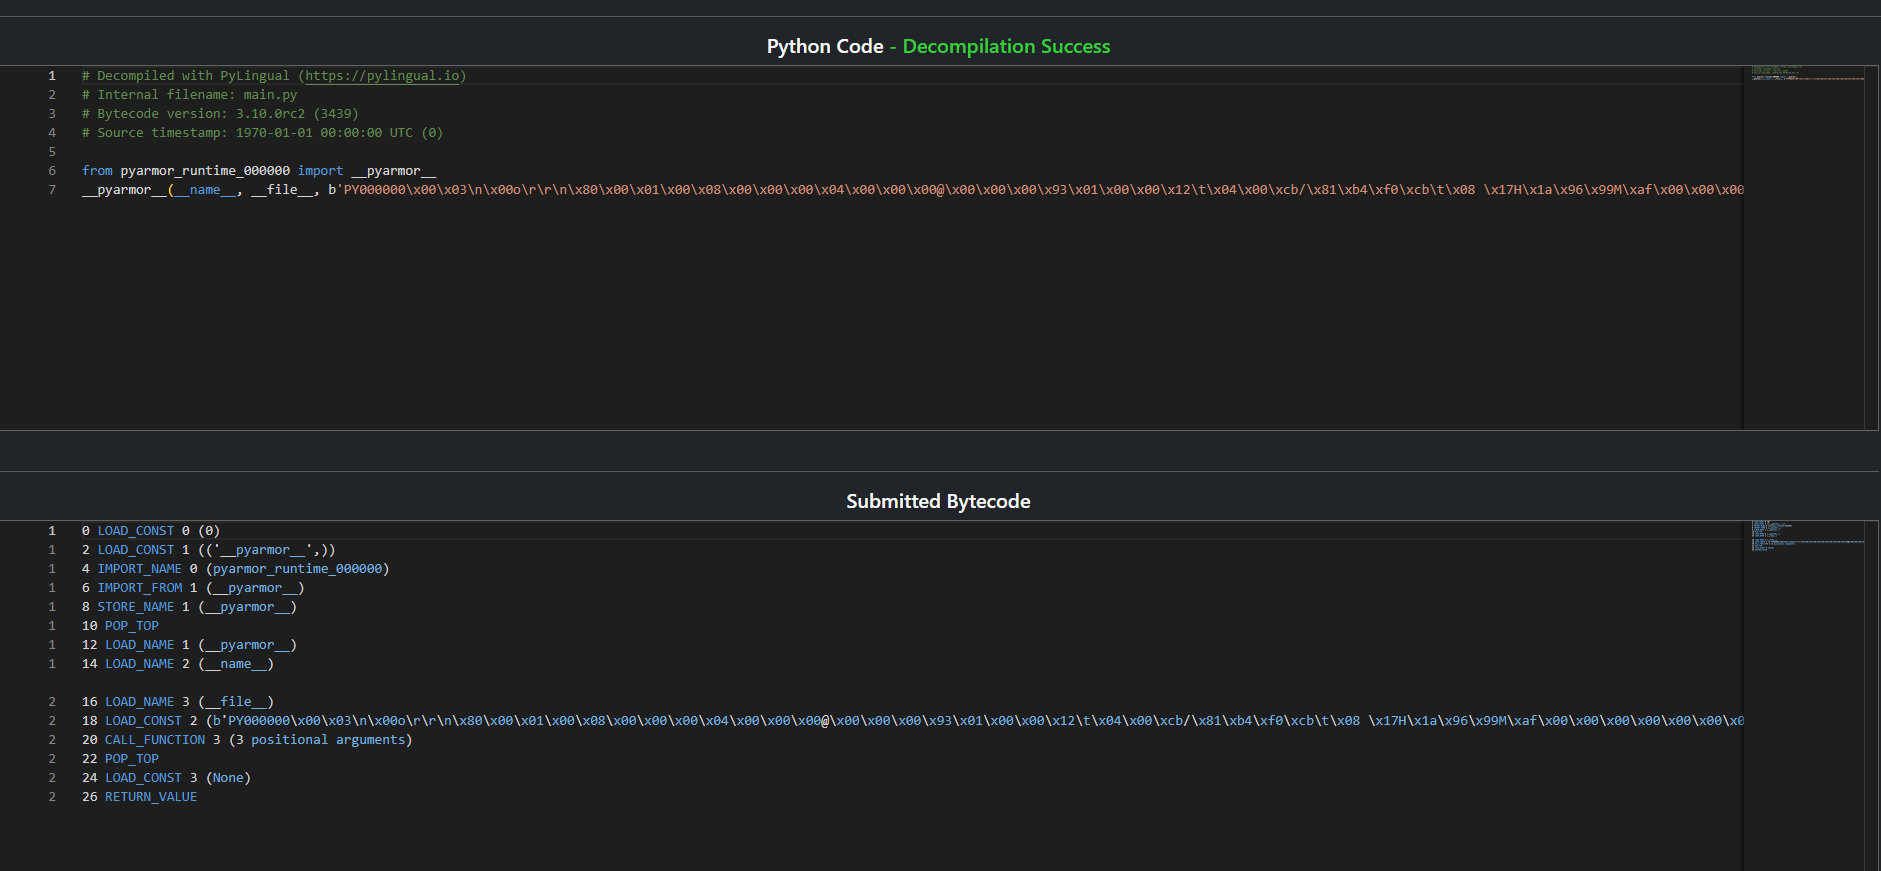 Python Code - Decompilation Success
1 # Decompiled with PyLingual (https://pylingual.io)
2 # Internal filename: main.py
3 # Bytecode version: 3.10.0rc2 (3439)
4 # Source timestamp: 1970-01-01 00:00:00 UTC (0)
5
6 from pyarmor_runtime_000000 import __pyarmor__
7 __pyarmor__(__name__, __file__, b'PY000000\x00\x03\n\x00o\r\r\n\x80\x00\x01\x00\x08\x00\x00\x00\x04\x00\x00\x00@\x00\x00\x00\x93\x01\x00\x00\x12\t\x04\x00\xcb/\x81\xb4\xf0\xcb\t\x08 \x17H\x1a\x96\x99M\xaf\x00\x00\x00
Submitted Bytecode
1 0 LOAD_CONST 0 (0)
1 2 LOAD_CONST 1 (('__pyarmor__',))
1 4 IMPORT_NAME 0 (pyarmor_runtime_000000)
1 6 IMPORT_FROM 1 (__pyarmor__)
1 8 STORE_NAME 1 (__pyarmor__)
1 10 POP_TOP
1 12 LOAD_NAME 1 (__pyarmor__)
1 14 LOAD_NAME 2 (__name__)
2 16 LOAD_NAME 3 (__file__)
2 18 LOAD_CONST 2 (b'PY000000\x00\x03\n\x00o\r\r\n\x80\x00\x01\x00\x08\x00\x00\x00\x04\x00\x00\x00@\x00\x00\x00\x93\x01\x00\x00\x12\t\x04\x00\xcb/\x81\xb4\xf0\xcb\t\x08 \x17H\x1a\x96\x99M\xaf\x00\x00\x00\x00\x00\x0
2 20 CALL_FUNCTION 3 (3 positional arguments)
2 22 POP_TOP
2 24 LOAD_CONST 3 (None)
2 26 RETURN_VALUE